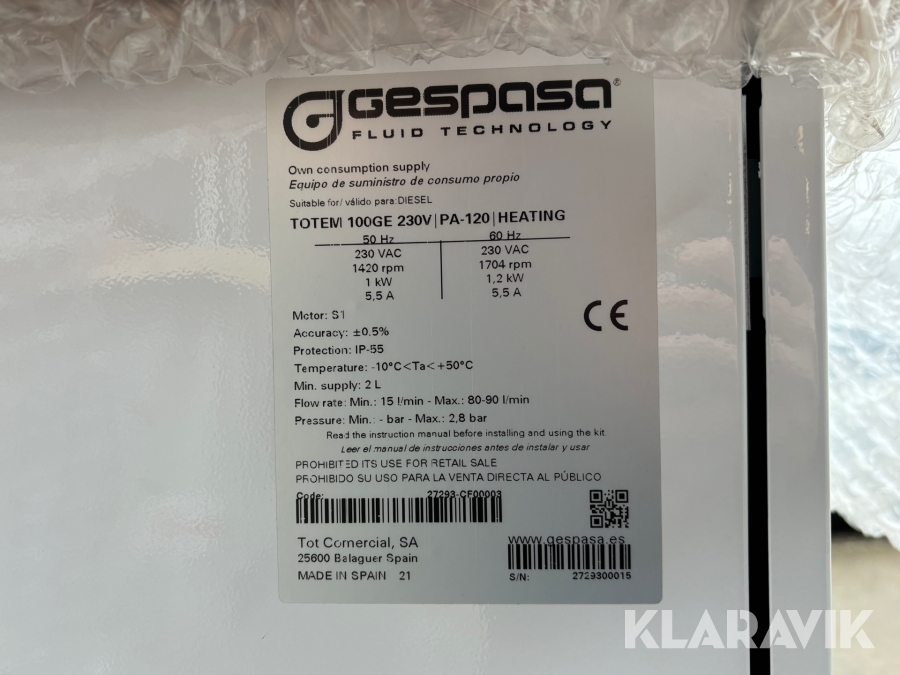 Gespasa®
FLUID TECHNOLOGY
Own consumption supply
Equipo de suministro de consumo propio
Suitable for/ válido para: DIESEL
TOTEM 100GE 230V|PA-120|HEATING
50 Hz 60 Hz
230 VAC 230 VAC
1420 rpm 1704 rpm
1 kW 1,2 kW
5,5 A 5,5 A
CE
Motor: S1
Accuracy: ±0.5%
Protection: IP-55
Temperature: -10°C<Ta<+50°C
Min. supply: 2 L
Flow rate: Min.: 15 l/min - Max.: 80-90 l/min
Pressure: Min.: - bar - Max.: 2,8 bar
Read the instruction manual before installing and using the kit.
Leer el manual de instrucciones antes de instalar y usar
PROHIBITED ITS USE FOR RETAIL SALE
PROHIBIDO SU USO PARA LA VENTA DIRECTA AL PÚBLICO
Code: 27293-CF00003
Tot Comercial, SA
25600 Balaguer Spain
MADE IN SPAIN 21
www.gespasa.es
S/N: 2729300015
KLARAVIK